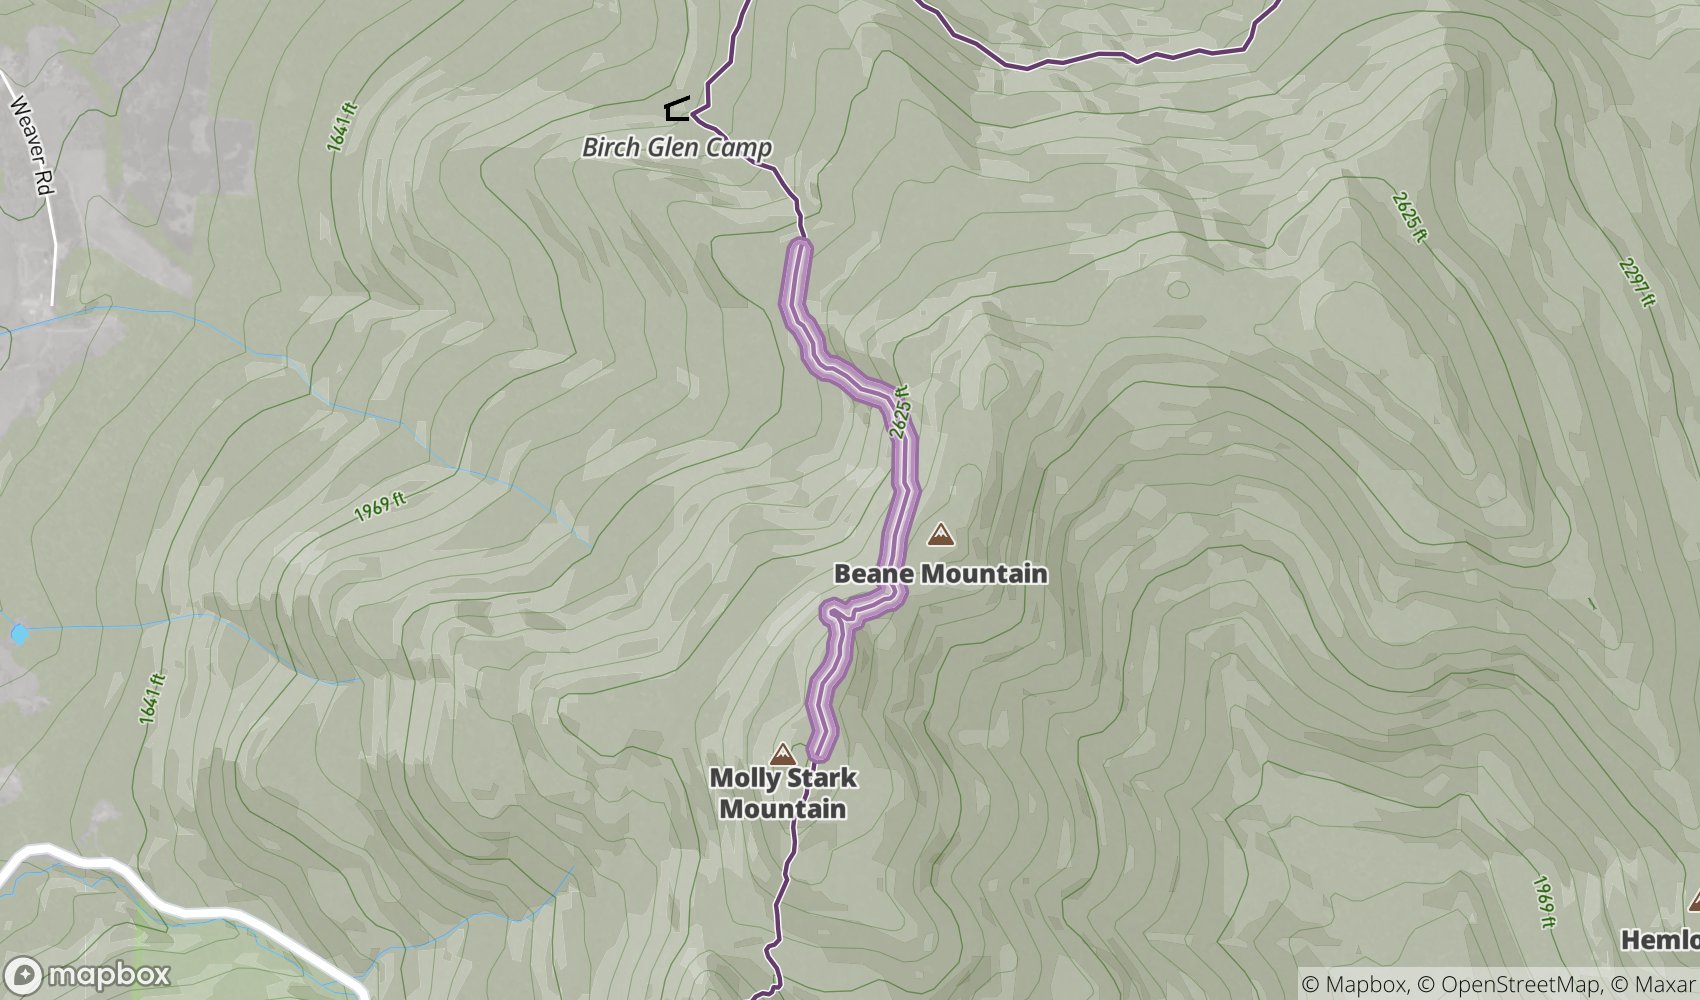 Weaver Rd
1641 ft
Birch Glen Camp
2625 ft
2297 ft
2625 ft
1969 ft
Beane Mountain
1641 ft
Molly Stark
Mountain
1969 ft
Hemlo
mapbox
© Mapbox, © OpenStreetMap, © Maxar